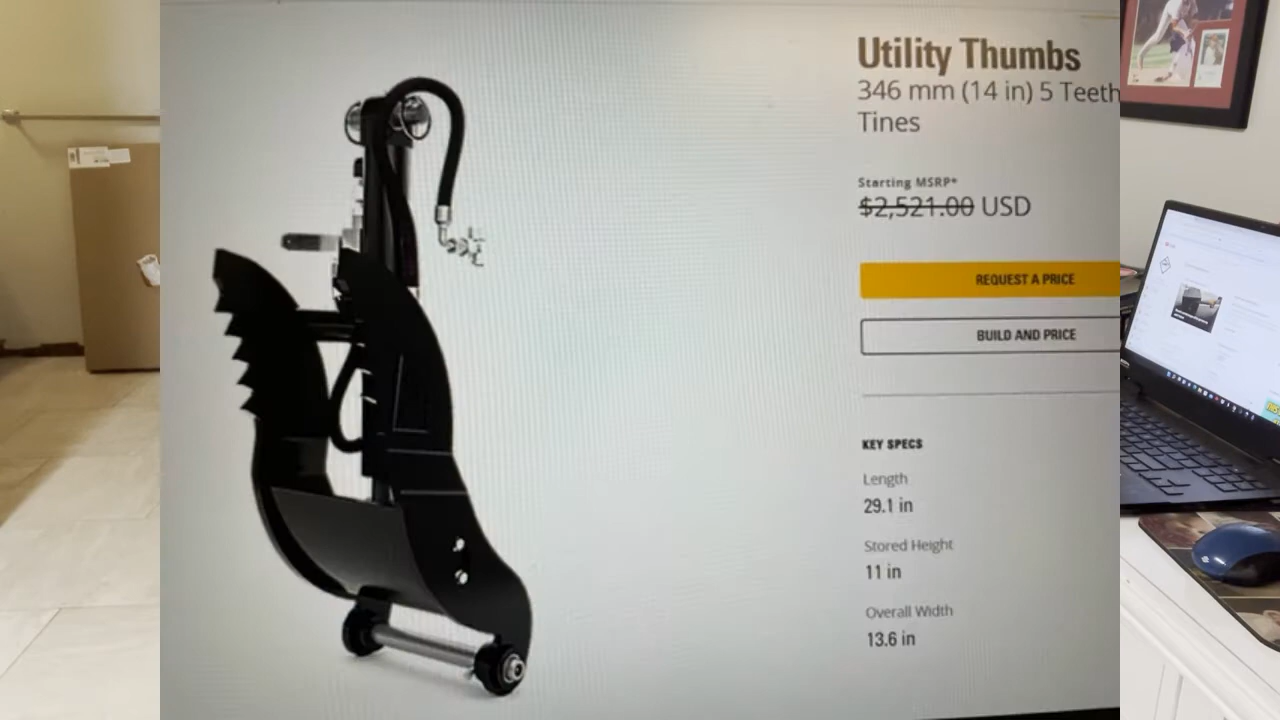 Utility Thumbs
346 mm (14 in) 5 Teeth
Tines
Starting MSRP*
$2,521.00 USD
REQUEST A PRICE
BUILD AND PRICE
KEY SPECS
Length
29.1 in
Stored Height
11 in
Overall Width
13.6 in